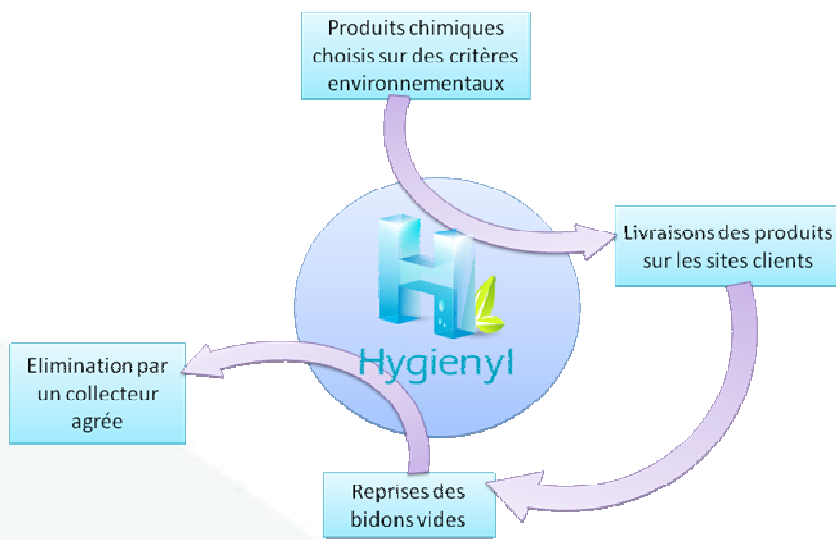 Produits chimiques
choisis sur des critères
environnementaux
Livraisons des produits
sur les sites clients
Hygienyl
Elimination par
un collecteur
agrée
Reprises des
bidons vides